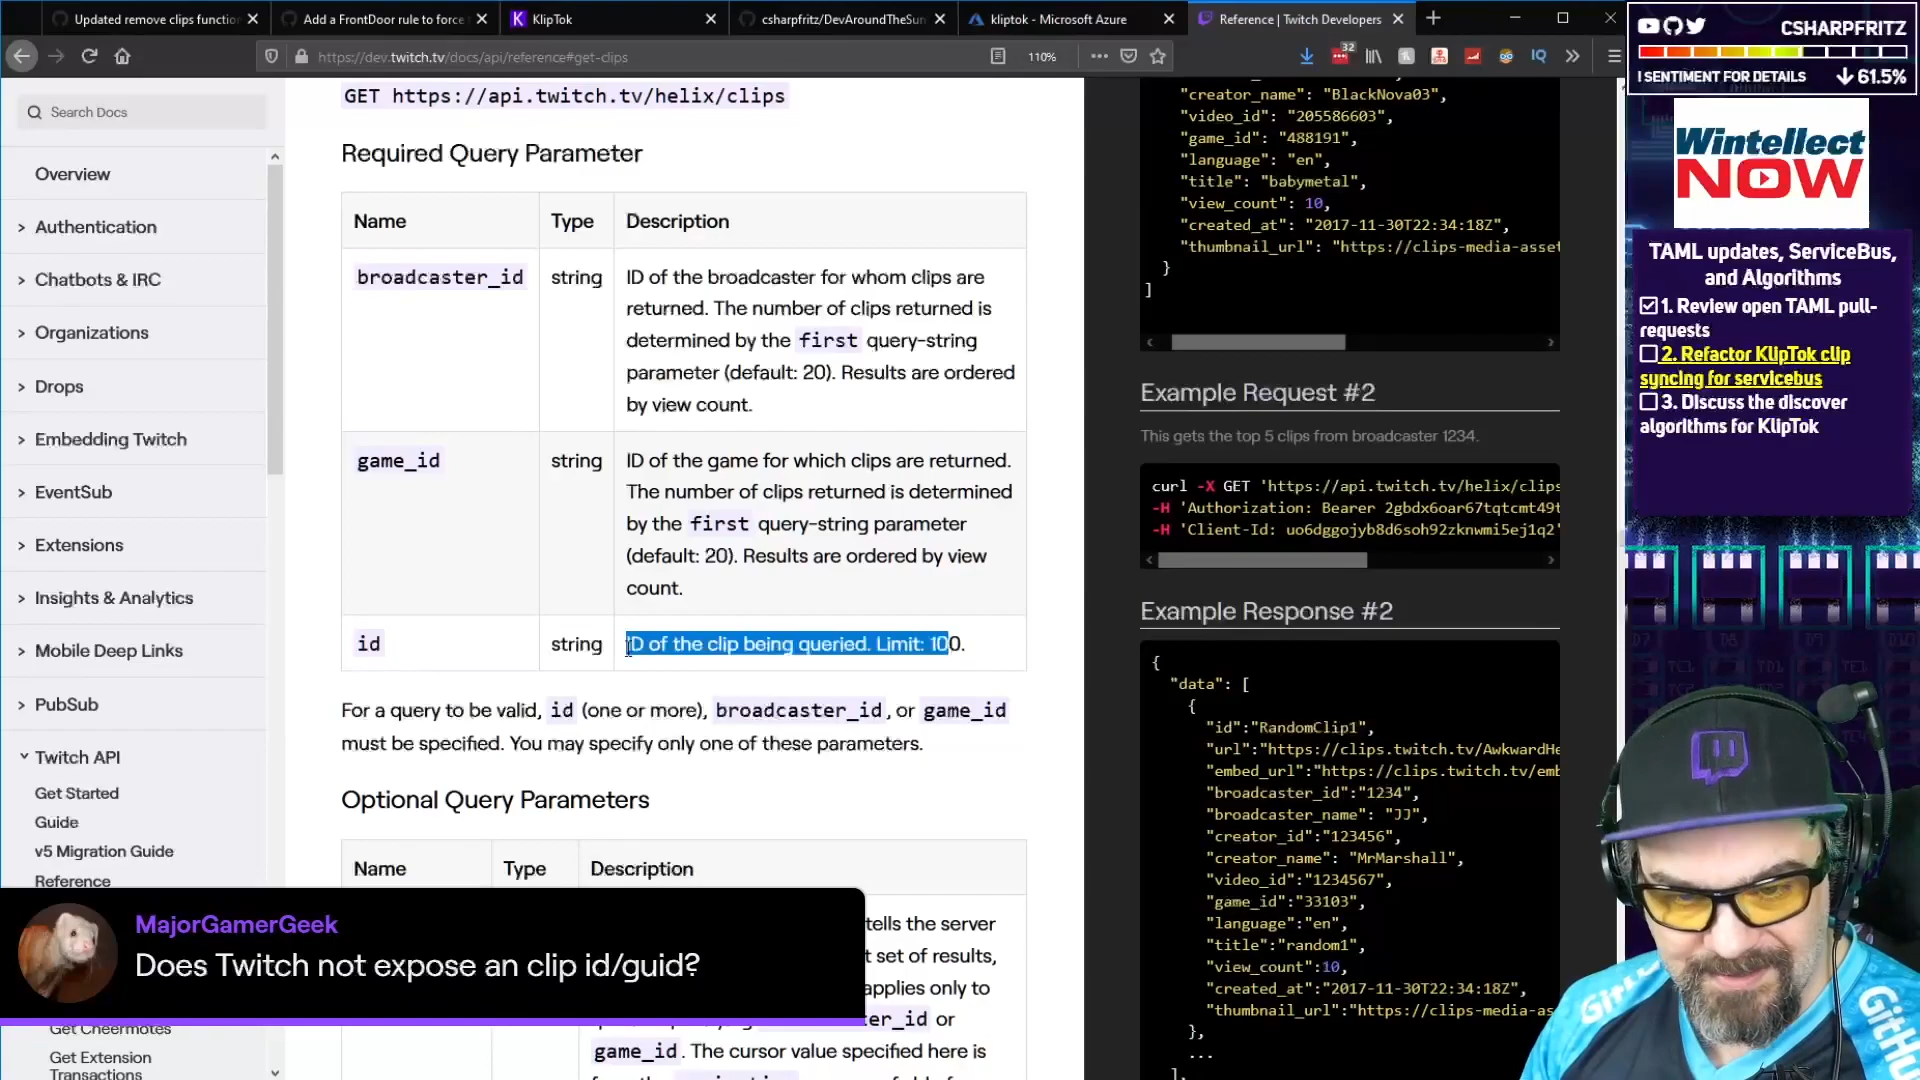 Updated remove clips functio
Add a FrontDoor rule to force
KlipTok
csharpfritz/DevAroundTheSun
kliptok - Microsoft Azure
Reference | Twitch Developers
https://dev.twitch.tv/docs/api/reference#get-clips
110%
32
IQ
Search Docs
Overview
Authentication
Chatbots & IRC
Organizations
Drops
Embedding Twitch
EventSub
Extensions
Insights & Analytics
Mobile Deep Links
PubSub
Twitch API
Get Started
Guide
v5 Migration Guide
Reference
Get Cheermotes
Get Extension
Transactions
GET https://api.twitch.tv/helix/clips
Required Query Parameter
Name Type Description
broadcaster_id string ID of the broadcaster for whom clips are
returned. The number of clips returned is
determined by the first query-string
parameter (default: 20). Results are ordered
by view count.
game_id string ID of the game for which clips are returned.
The number of clips returned is determined
by the first query-string parameter
(default: 20). Results are ordered by view
count.
id string ID of the clip being queried. Limit: 100.
For a query to be valid, id (one or more), broadcaster_id, or game_id
must be specified. You may specify only one of these parameters.
Optional Query Parameters
Name Type Description
tells the server
t set of results,
applies only to
er_id or
game_id. The cursor value specified here is
MajorGamerGeek
Does Twitch not expose an clip id/guid?
"creator_name": "BlackNova03",
"video_id": "205586603",
"game_id": "488191",
"language": "en",
"title": "babymetal",
"view_count": 10,
"created_at": "2017-11-30T22:34:18Z",
"thumbnail_url": "https://clips-media-asset
}
]
Example Request #2
This gets the top 5 clips from broadcaster 1234.
curl -X GET 'https://api.twitch.tv/helix/clips
-H 'Authorization: Bearer 2gbdx6oar67tqtcmt49t
-H 'Client-Id: uo6dggojyb8d6soh92zknwmi5ej1q2'
Example Response #2
{
"data": [
{
"id":"RandomClip1",
"url":"https://clips.twitch.tv/AwkwardHe
"embed_url":"https://clips.twitch.tv/emb
"broadcaster_id":"1234",
"broadcaster_name": "JJ",
"creator_id":"123456",
"creator_name": "MrMarshall",
"video_id":"1234567",
"game_id":"33103",
"language":"en",
"title":"random1",
"view_count":10,
"created_at":"2017-11-30T22:34:18Z",
"thumbnail_url":"https://clips-media-as
},
...
],
CSHARPFRITZ
! SENTIMENT FOR DETAILS 61.5%
Wintellect
NOW
TAML updates, ServiceBus,
and Algorithms
1. Review open TAML pull-
requests
2. Refactor KlipTok clip
syncing for servicebus
3. Discuss the discover
algorithms for KlipTok
GitHub